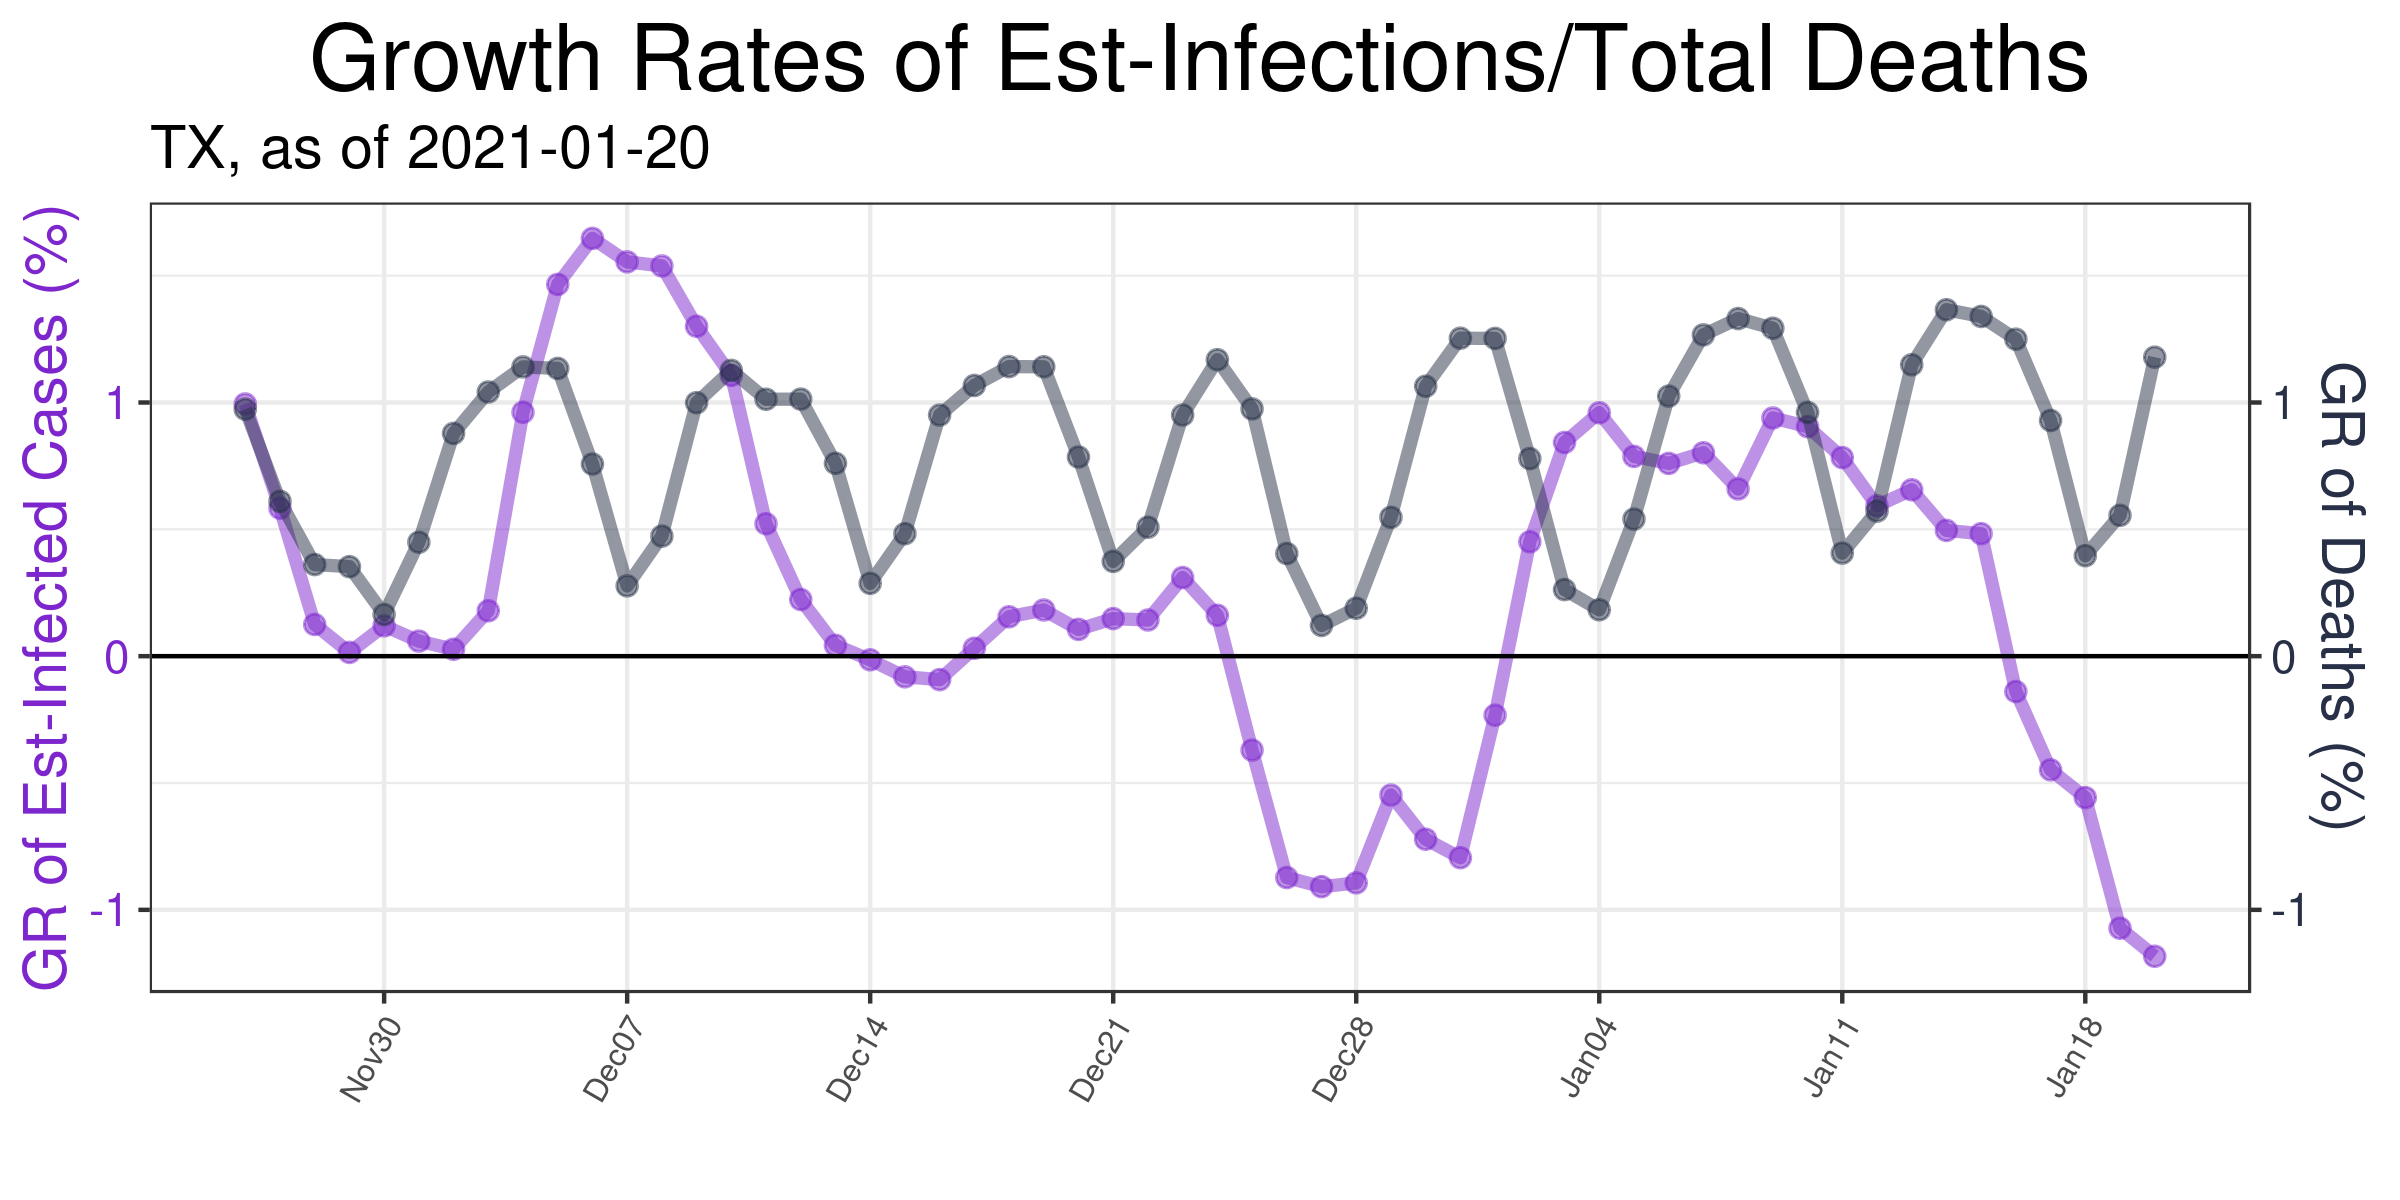 Growth Rates of Est-Infections/Total Deaths
TX, as of 2021-01-20
GR of Est-Infected Cases (%)
1
0
-1
1
0
-1
GR of Deaths (%)
Nov30
Dec07
Dec14
Dec21
Dec28
Jan04
Jan11
Jan18